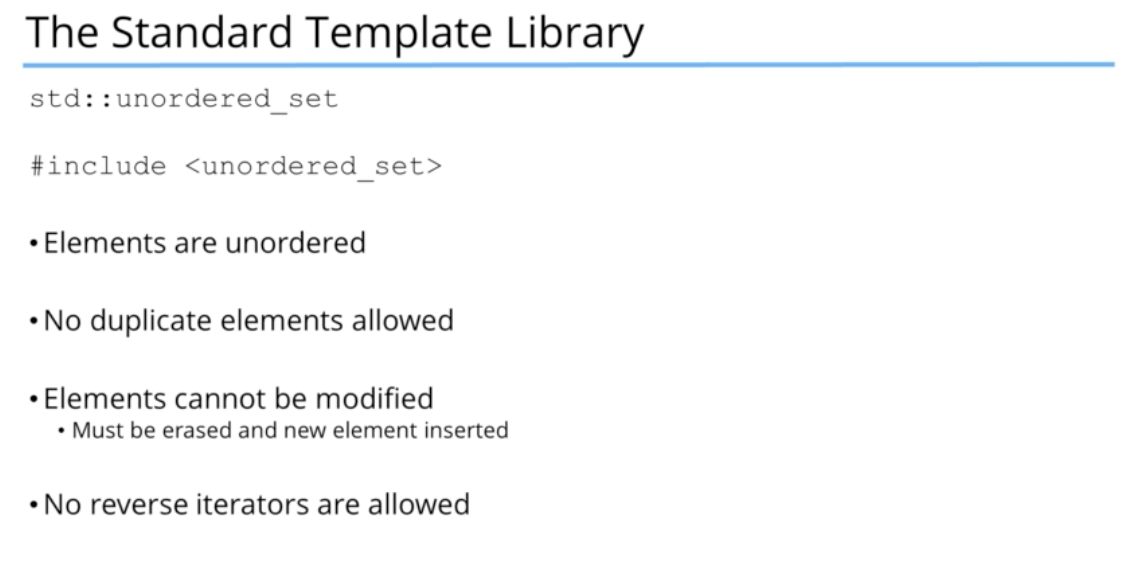 The Standard Template Library
std::unordered_set
#include <unordered_set>
• Elements are unordered
• No duplicate elements allowed
• Elements cannot be modified
• Must be erased and new element inserted
• No reverse iterators are allowed